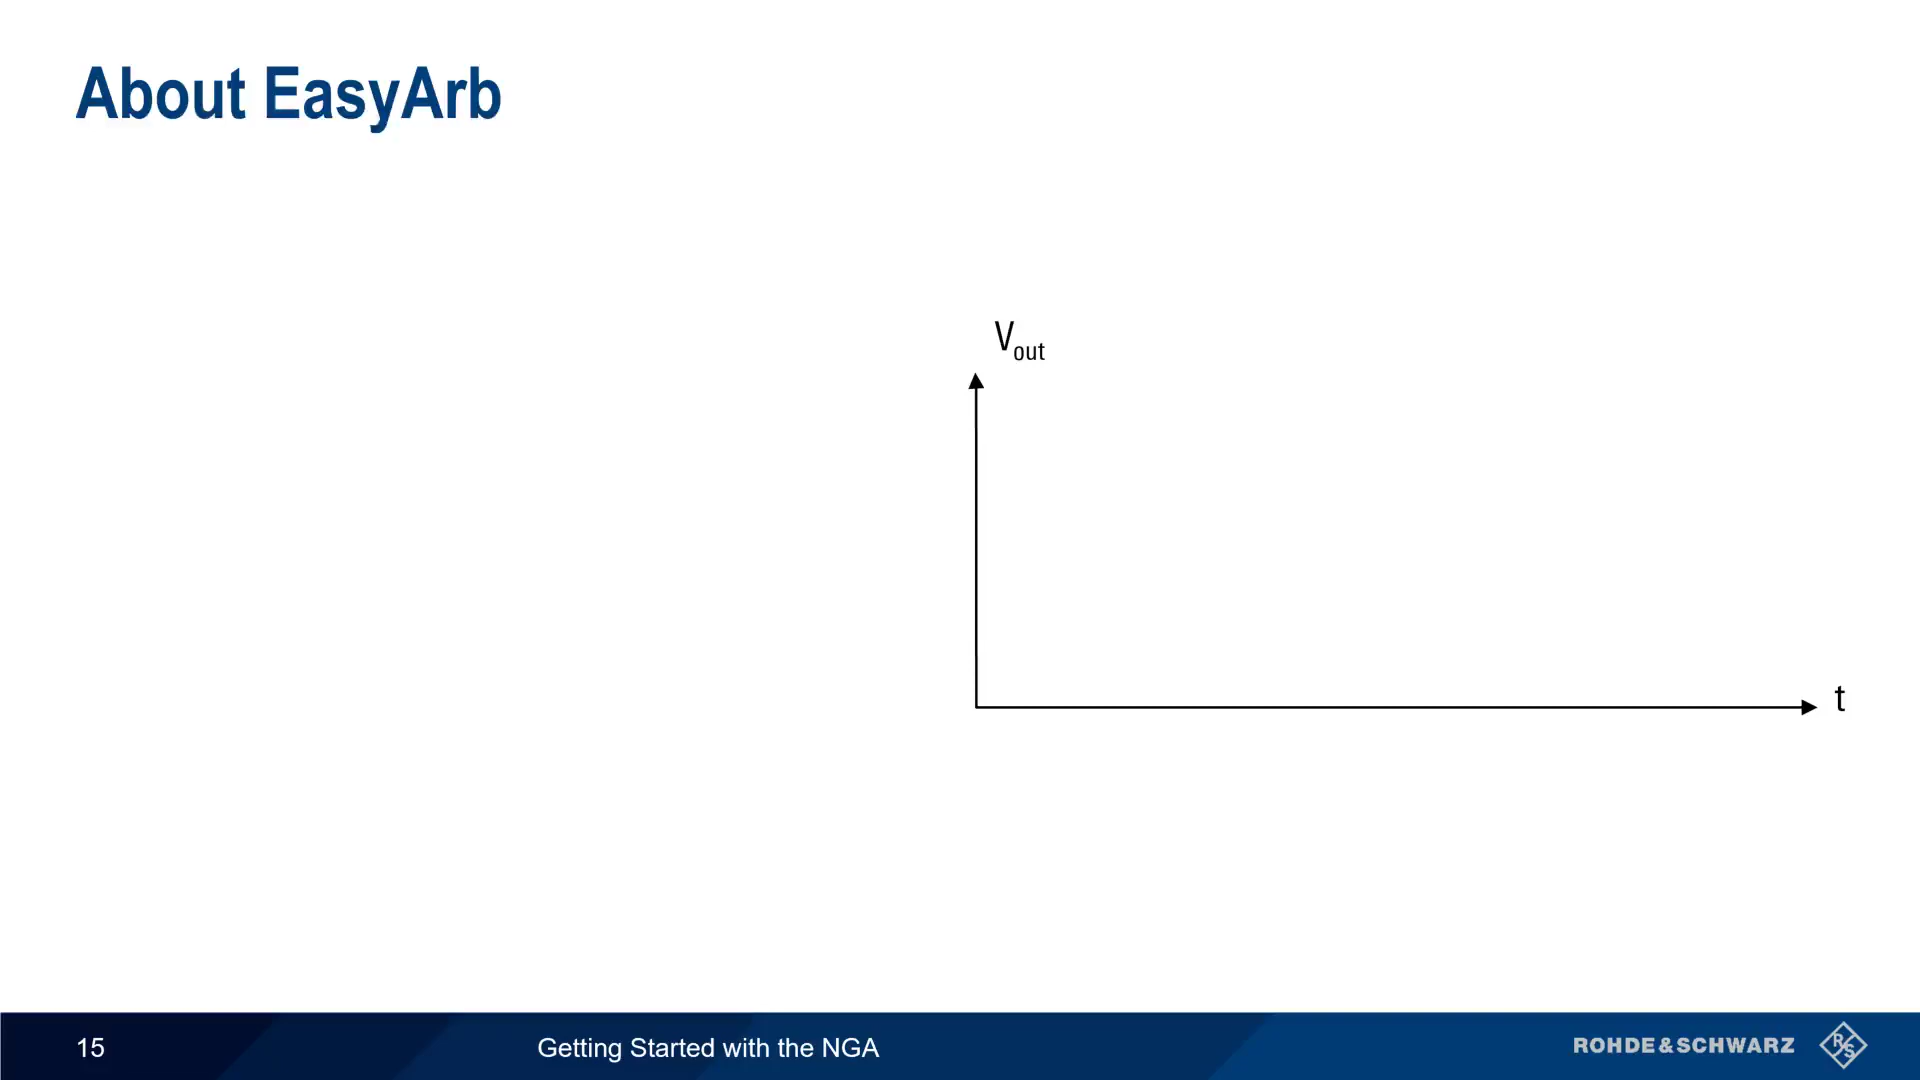 About EasyArb
Vout
t
15
Getting Started with the NGA
ROHDE&SCHWARZ
R&S